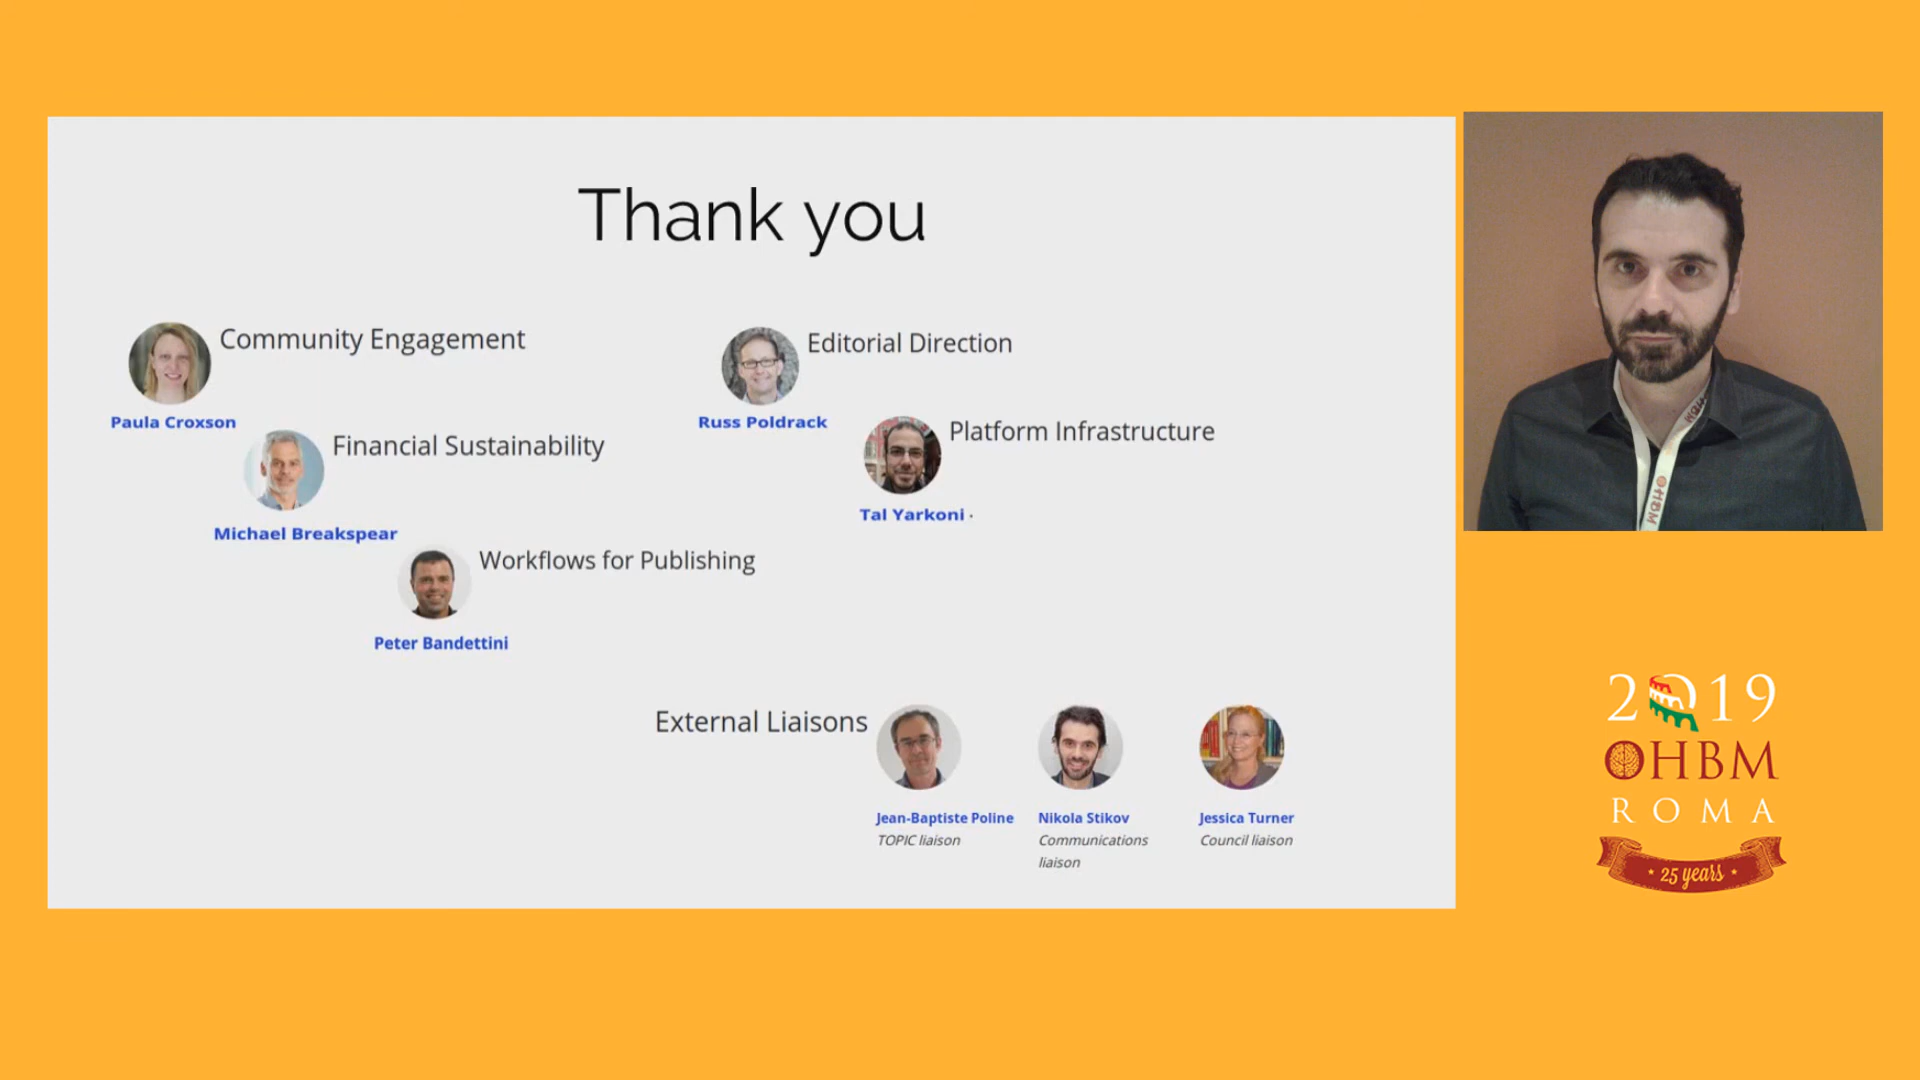 Thank you
Community Engagement
Paula Croxson
Financial Sustainability
Michael Breakspear
Workflows for Publishing
Peter Bandettini
Editorial Direction
Russ Poldrack
Platform Infrastructure
Tal Yarkoni ·
External Liaisons
Jean-Baptiste Poline
TOPIC liaison
Nikola Stikov
Communications
liaison
Jessica Turner
Council liaison
OHBM
2019
OHBM
ROMA
25 years